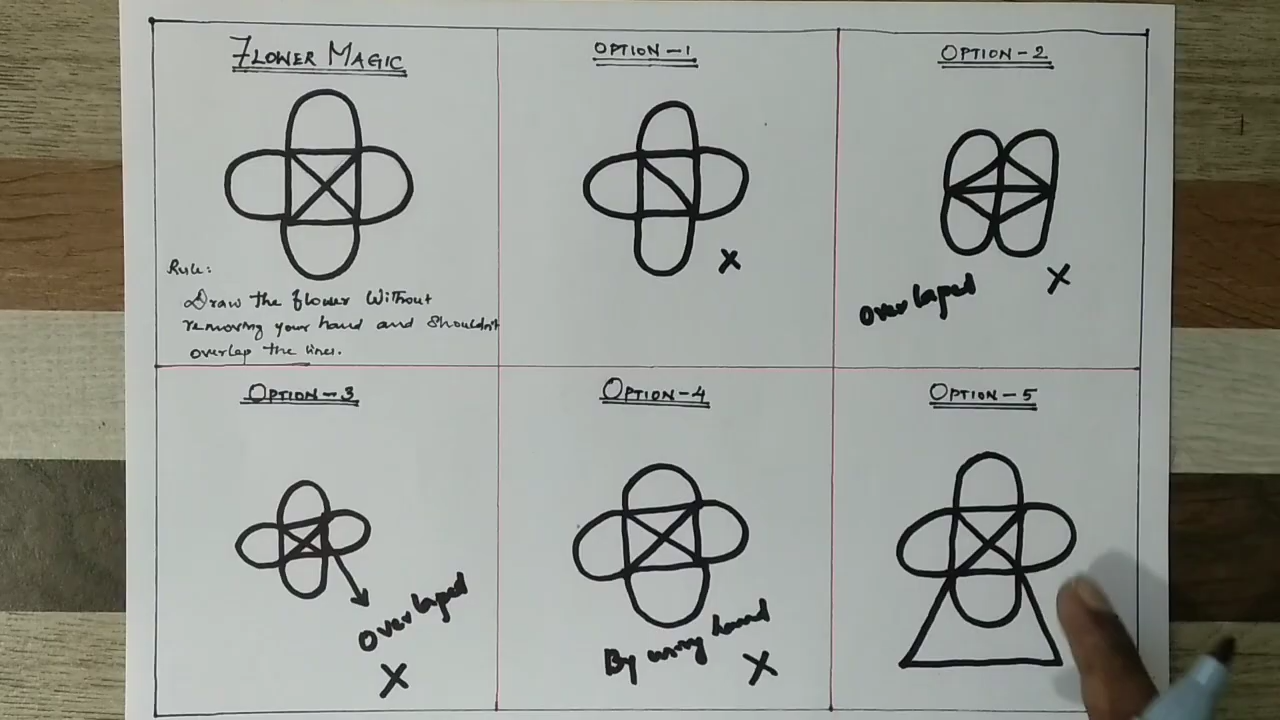 FLOWER MAGIC
Rule:
Draw the flower Without
removing your hand and shouldn't
overlap the lines.
OPTION-1
X
OPTION-2
overlaped
X
OPTION-3
overlaped
X
OPTION-4
By using hand
X
OPTION-5